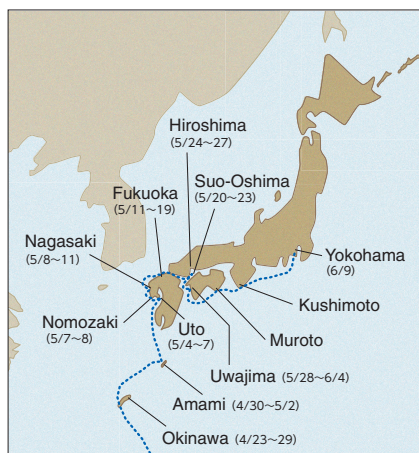 Hiroshima
(5/24~27)
Suo-Oshima
(5/20~23)
Fukuoka
(5/11~19)
Nagasaki
(5/8~11)
Yokohama
(6/9)
Kushimoto
Nomozaki
(5/7~8)
Uto
(5/4~7)
Muroto
Uwajima (5/28~6/4)
Amami (4/30~5/2)
Okinawa (4/23~29)